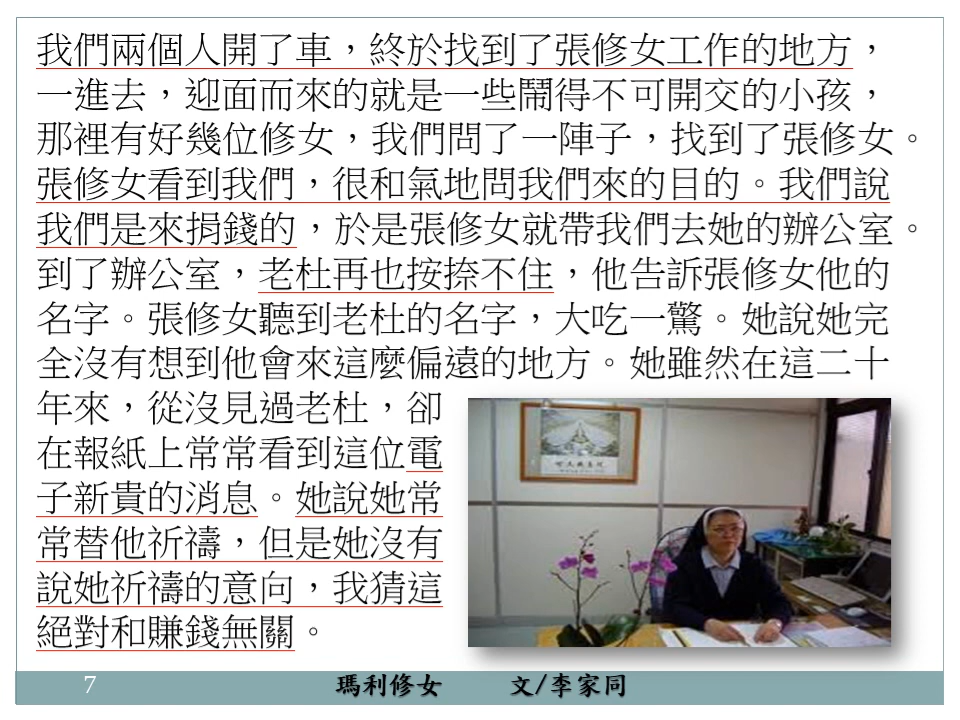 我們兩個人開了車，終於找到了張修女工作的地方，
一進去，迎面而來的就是一些鬧得不可開交的小孩，
那裡有好幾位修女，我們問了一陣子，找到了張修女。
張修女看到我們，很和氣地問我們來的目的。我們說
我們是來捐錢的，於是張修女就帶我們去她的辦公室。
到了辦公室，老杜再也按捺不住，他告訴張修女他的
名字。張修女聽到老杜的名字，大吃一驚。她說她完
全沒有想到他會來這麼偏遠的地方。她雖然在這二十
年來，從沒見過老杜，卻
在報紙上常常看到這位電
子新貴的消息。她說她常
常替他祈禱，但是她沒有
說她祈禱的意向，我猜這
絕對和賺錢無關。
7
瑪利修女 文/李家同